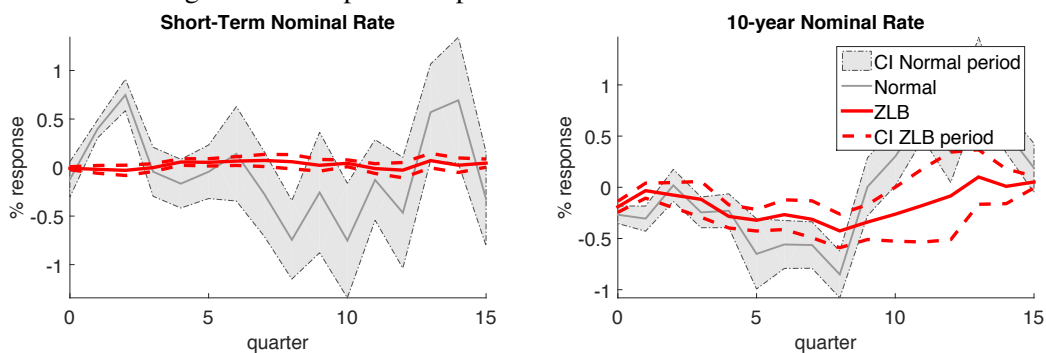 Short-Term Nominal Rate
% response
1
0.5
0
-0.5
-1
0
5
10
15
quarter
10-year Nominal Rate
% response
1
0.5
0
-0.5
-1
0
5
10
15
quarter
CI Normal period
Normal
ZLB
CI ZLB period